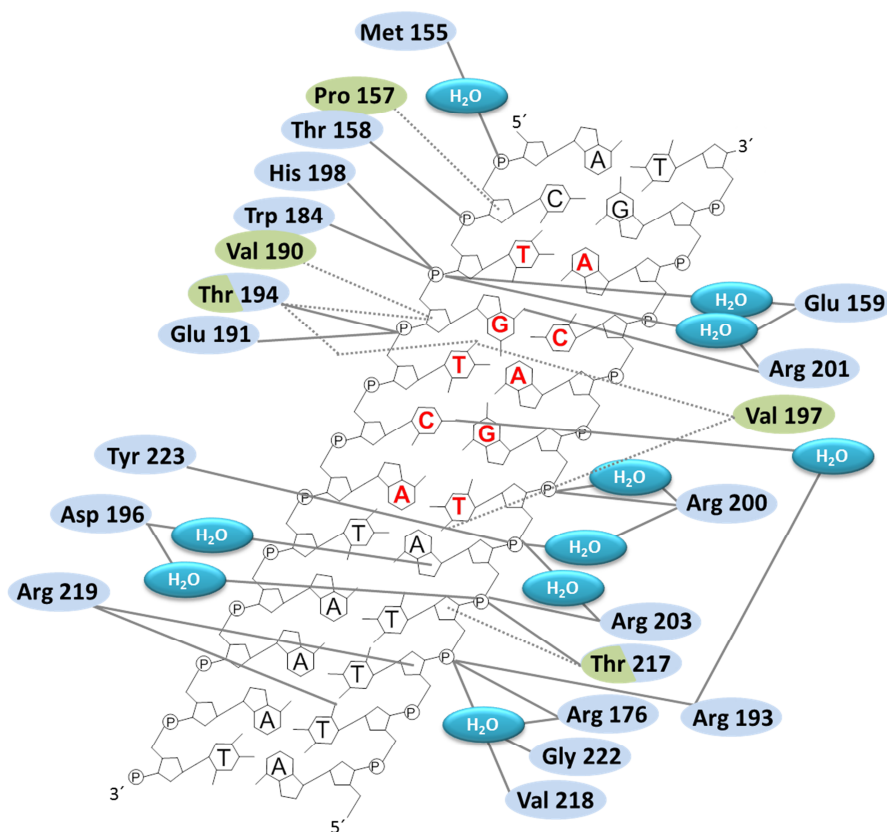 Met 155
H₂O
Pro 157
5´
Thr 158
P A T 3´
His 198
P C G P
Trp 184
Val 190
T A
P P
Thr 194
H₂O
Glu 159
Glu 191
P G C P
H₂O
Arg 201
T A
P P
Val 197
C G
P P
Tyr 223
H₂O
H₂O
A T
P P
Arg 200
Asp 196
H₂O
T A
P P
H₂O
H₂O
H₂O
Arg 219
A T
P P
Arg 203
A T
P P
Thr 217
Arg 176
Arg 193
A T
P P
H₂O
Gly 222
T A
P P
3´
Val 218
5´